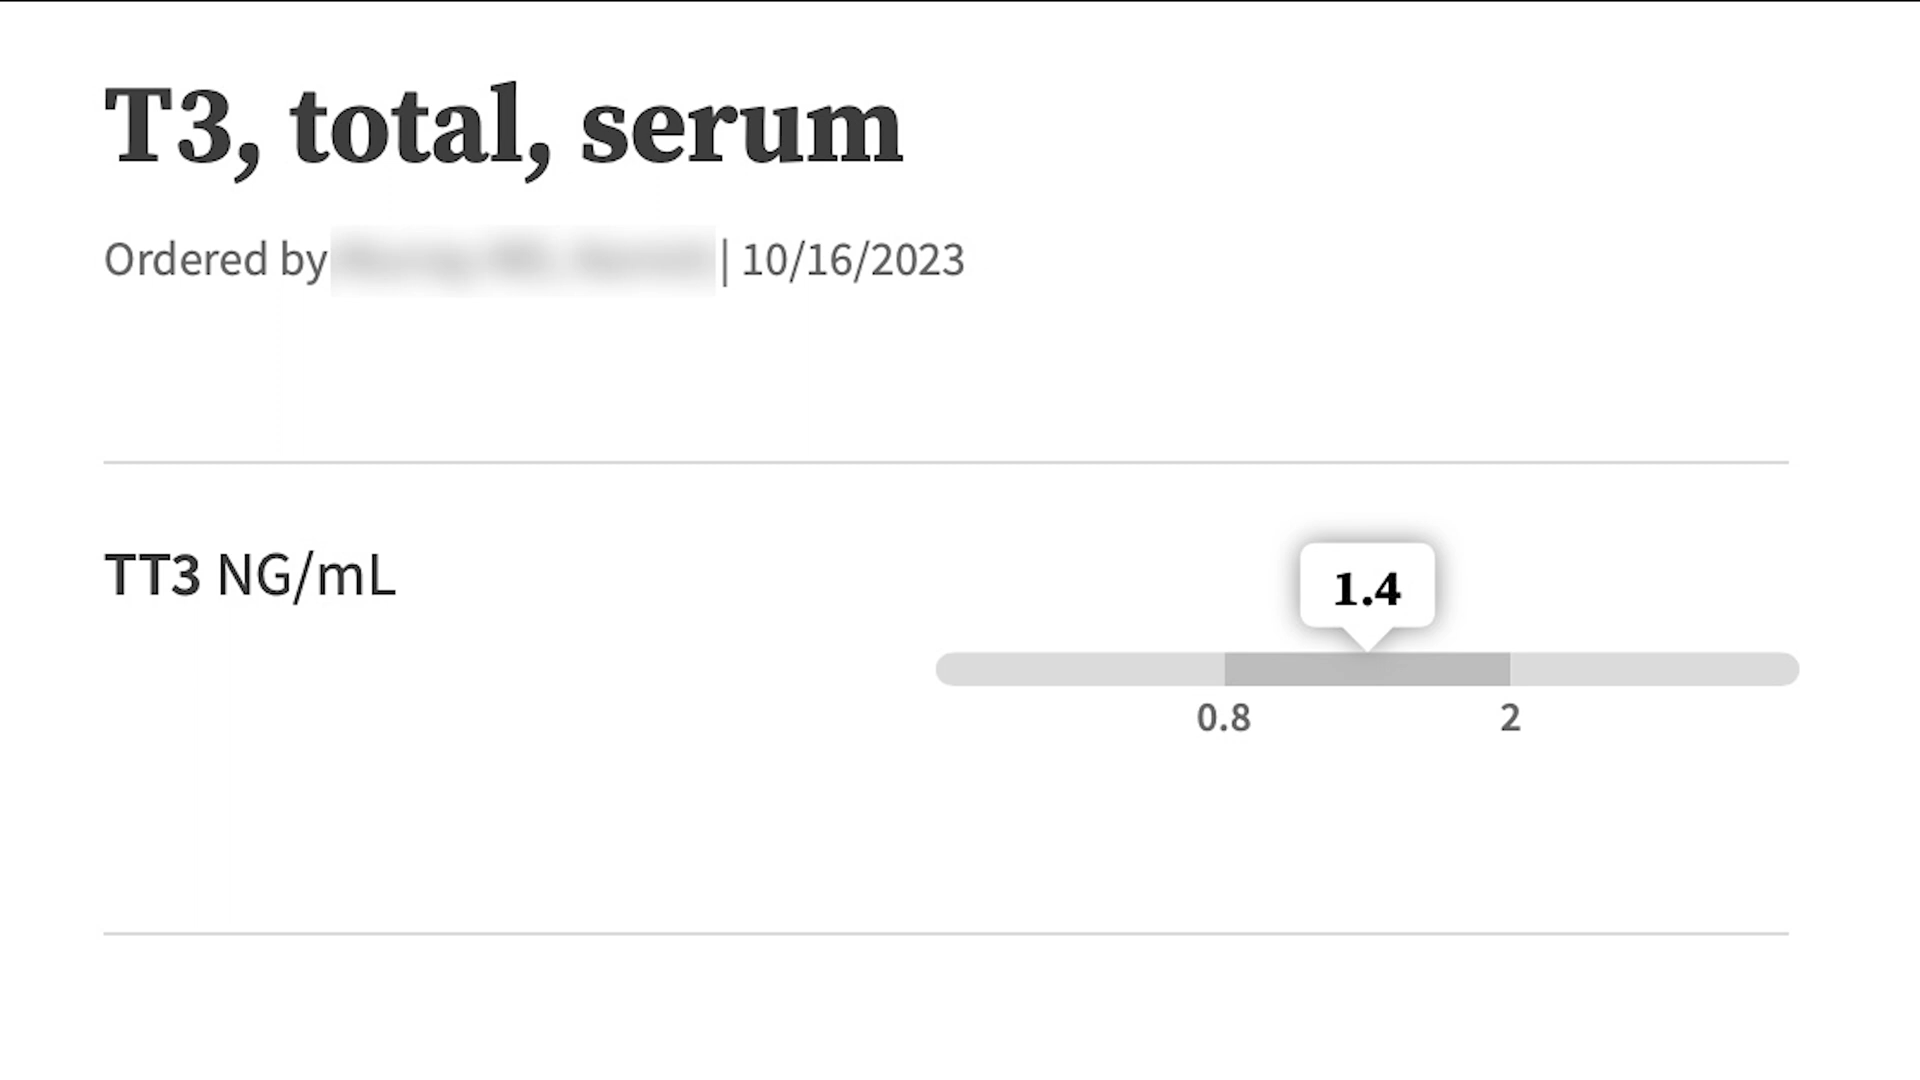 T3, total, serum
Ordered by | 10/16/2023
TT3 NG/mL
1.4
0.8 2